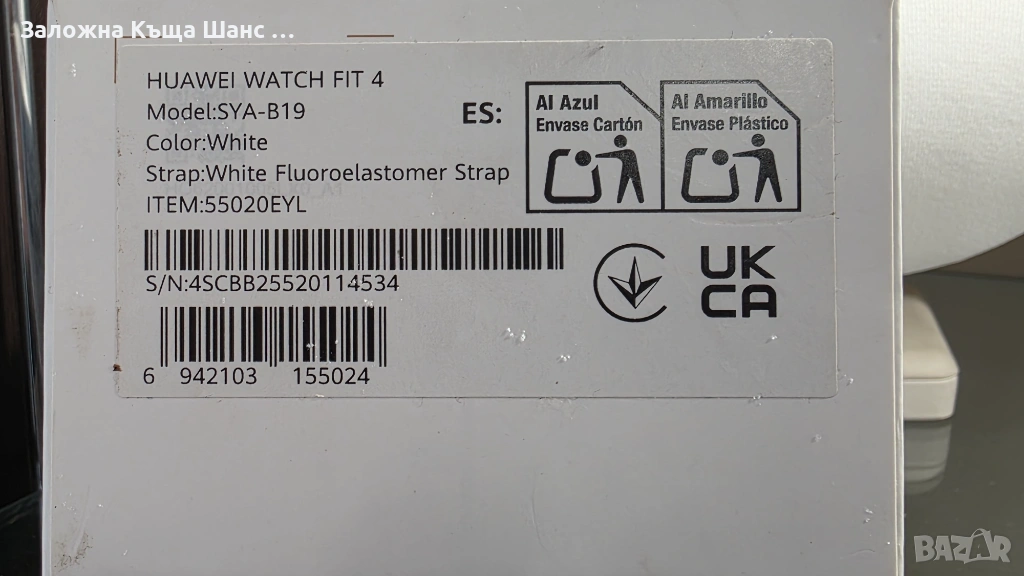 Заложна Къща Шанс ...
HUAWEI WATCH FIT 4
Model:SYA-B19
Color:White
Strap:White Fluoroelastomer Strap
ITEM:55020EYL
S/N:4SCBB25520114534
6 942103 155024
ES:
Al Azul
Envase Cartón
Al Amarillo
Envase Plástico
UK
CA
BAZAR